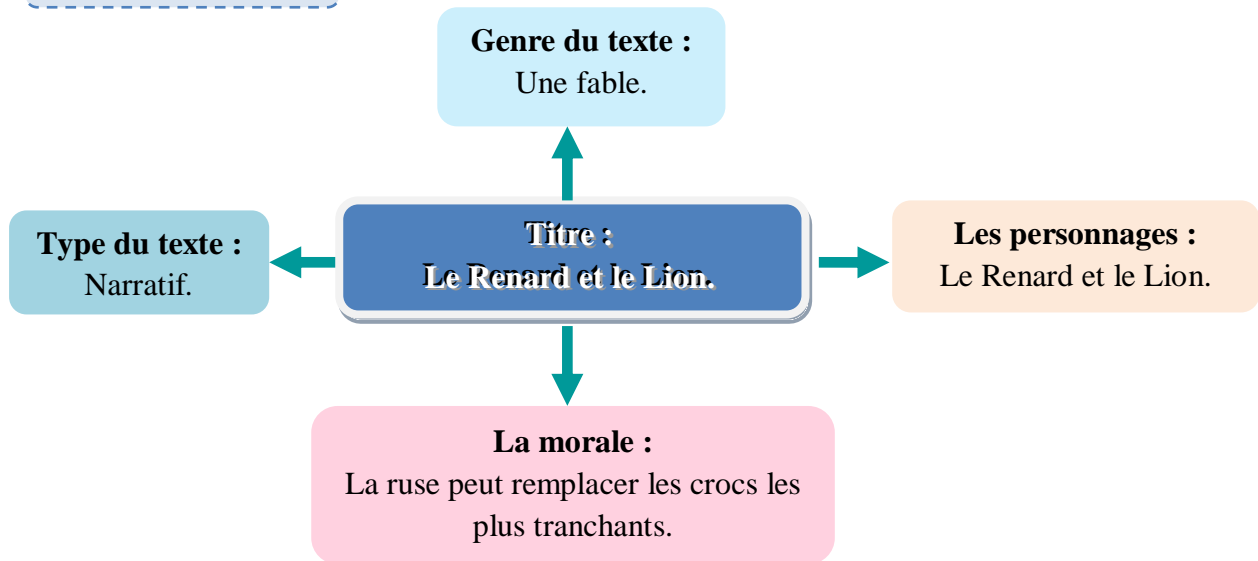 Genre du texte :
Une fable.
Type du texte :
Narratif.
Titre :
Le Renard et le Lion.
Les personnages :
Le Renard et le Lion.
La morale :
La ruse peut remplacer les crocs les
plus tranchants.